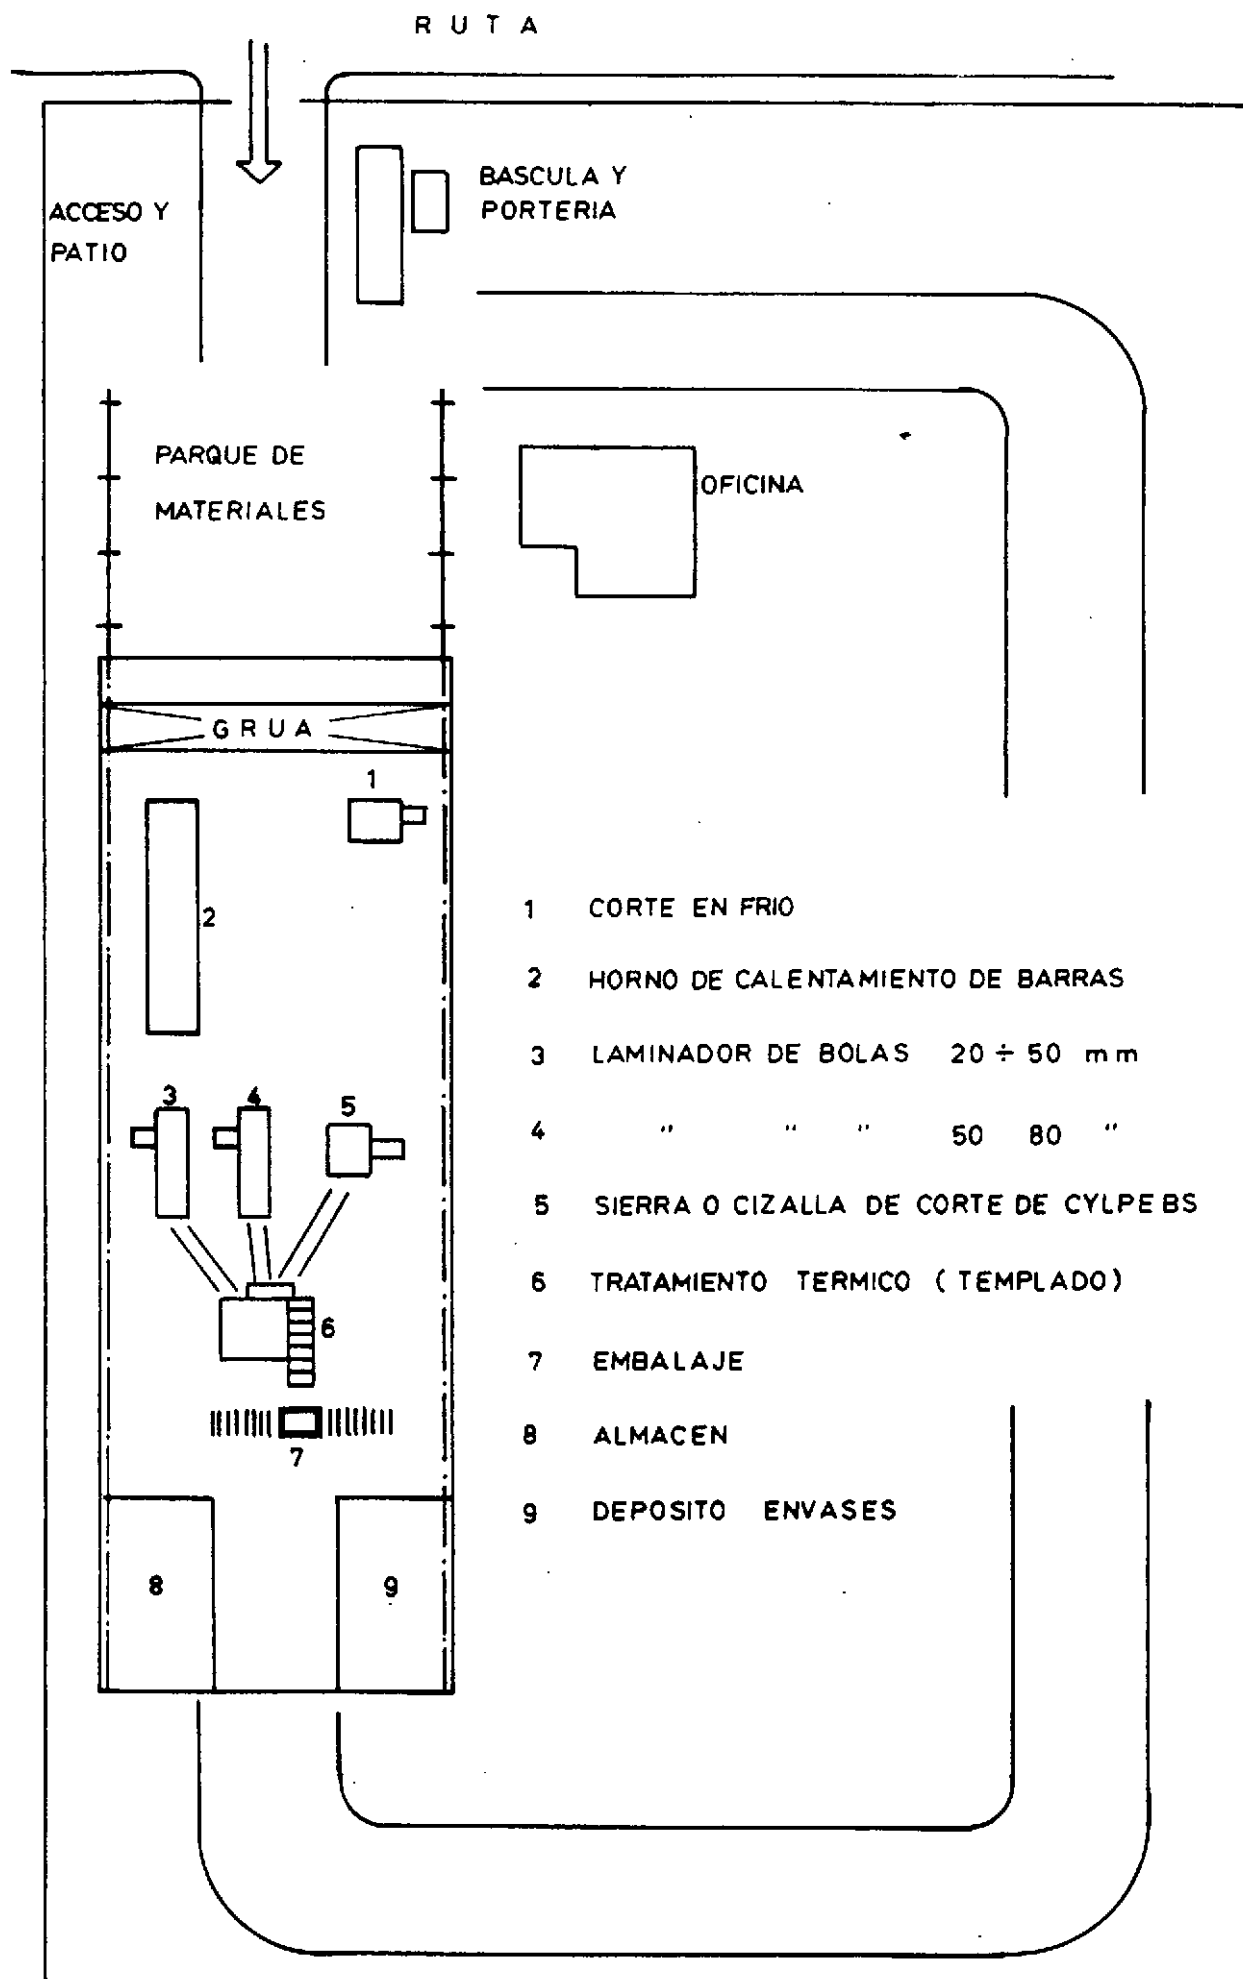 RUTA
BASCULA Y
PORTERIA
ACCESO Y
PATIO
PARQUE DE
MATERIALES
OFICINA
GRUA
1
2
3
4
5
6
7
8
9
1 CORTE EN FRIO
2 HORNO DE CALENTAMIENTO DE BARRAS
3 LAMINADOR DE BOLAS 20 ÷ 50 mm
4 " " " 50 80 "
5 SIERRA O CIZALLA DE CORTE DE CYLPEBS
6 TRATAMIENTO TERMICO (TEMPLADO)
7 EMBALAJE
8 ALMACEN
9 DEPOSITO ENVASES